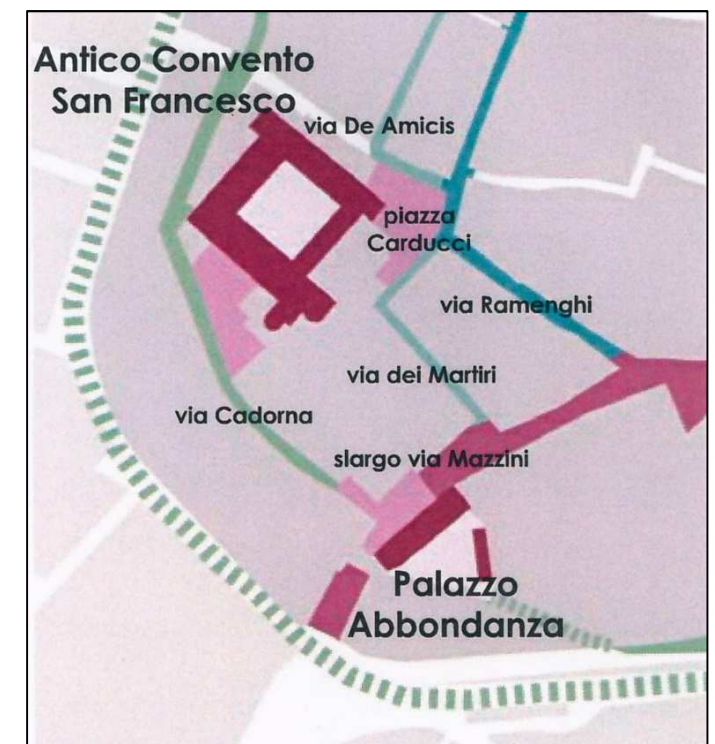 Antico Convento
San Francesco
via De Amicis
piazza
Carducci
via Ramenghi
via dei Martiri
via Cadorna
slargo via Mazzini
Palazzo
Abbondanza